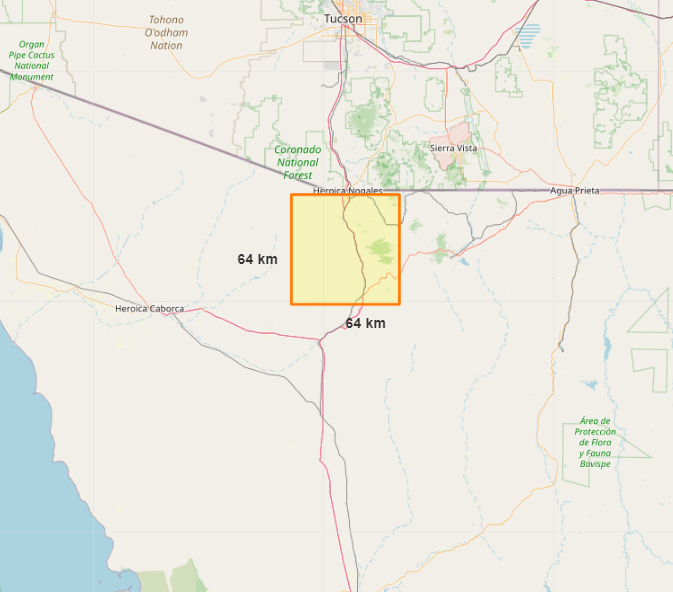 Tucson
Tohono
O'odham
Nation
Organ
Pipe Cactus
National
Monument
Coronado
National
Forest
Sierra Vista
Heroica Nogales
Agua Prieta
64 km
Heroica Caborca
64 km
Área de
Protección
de Flora
y Fauna
Bavispe